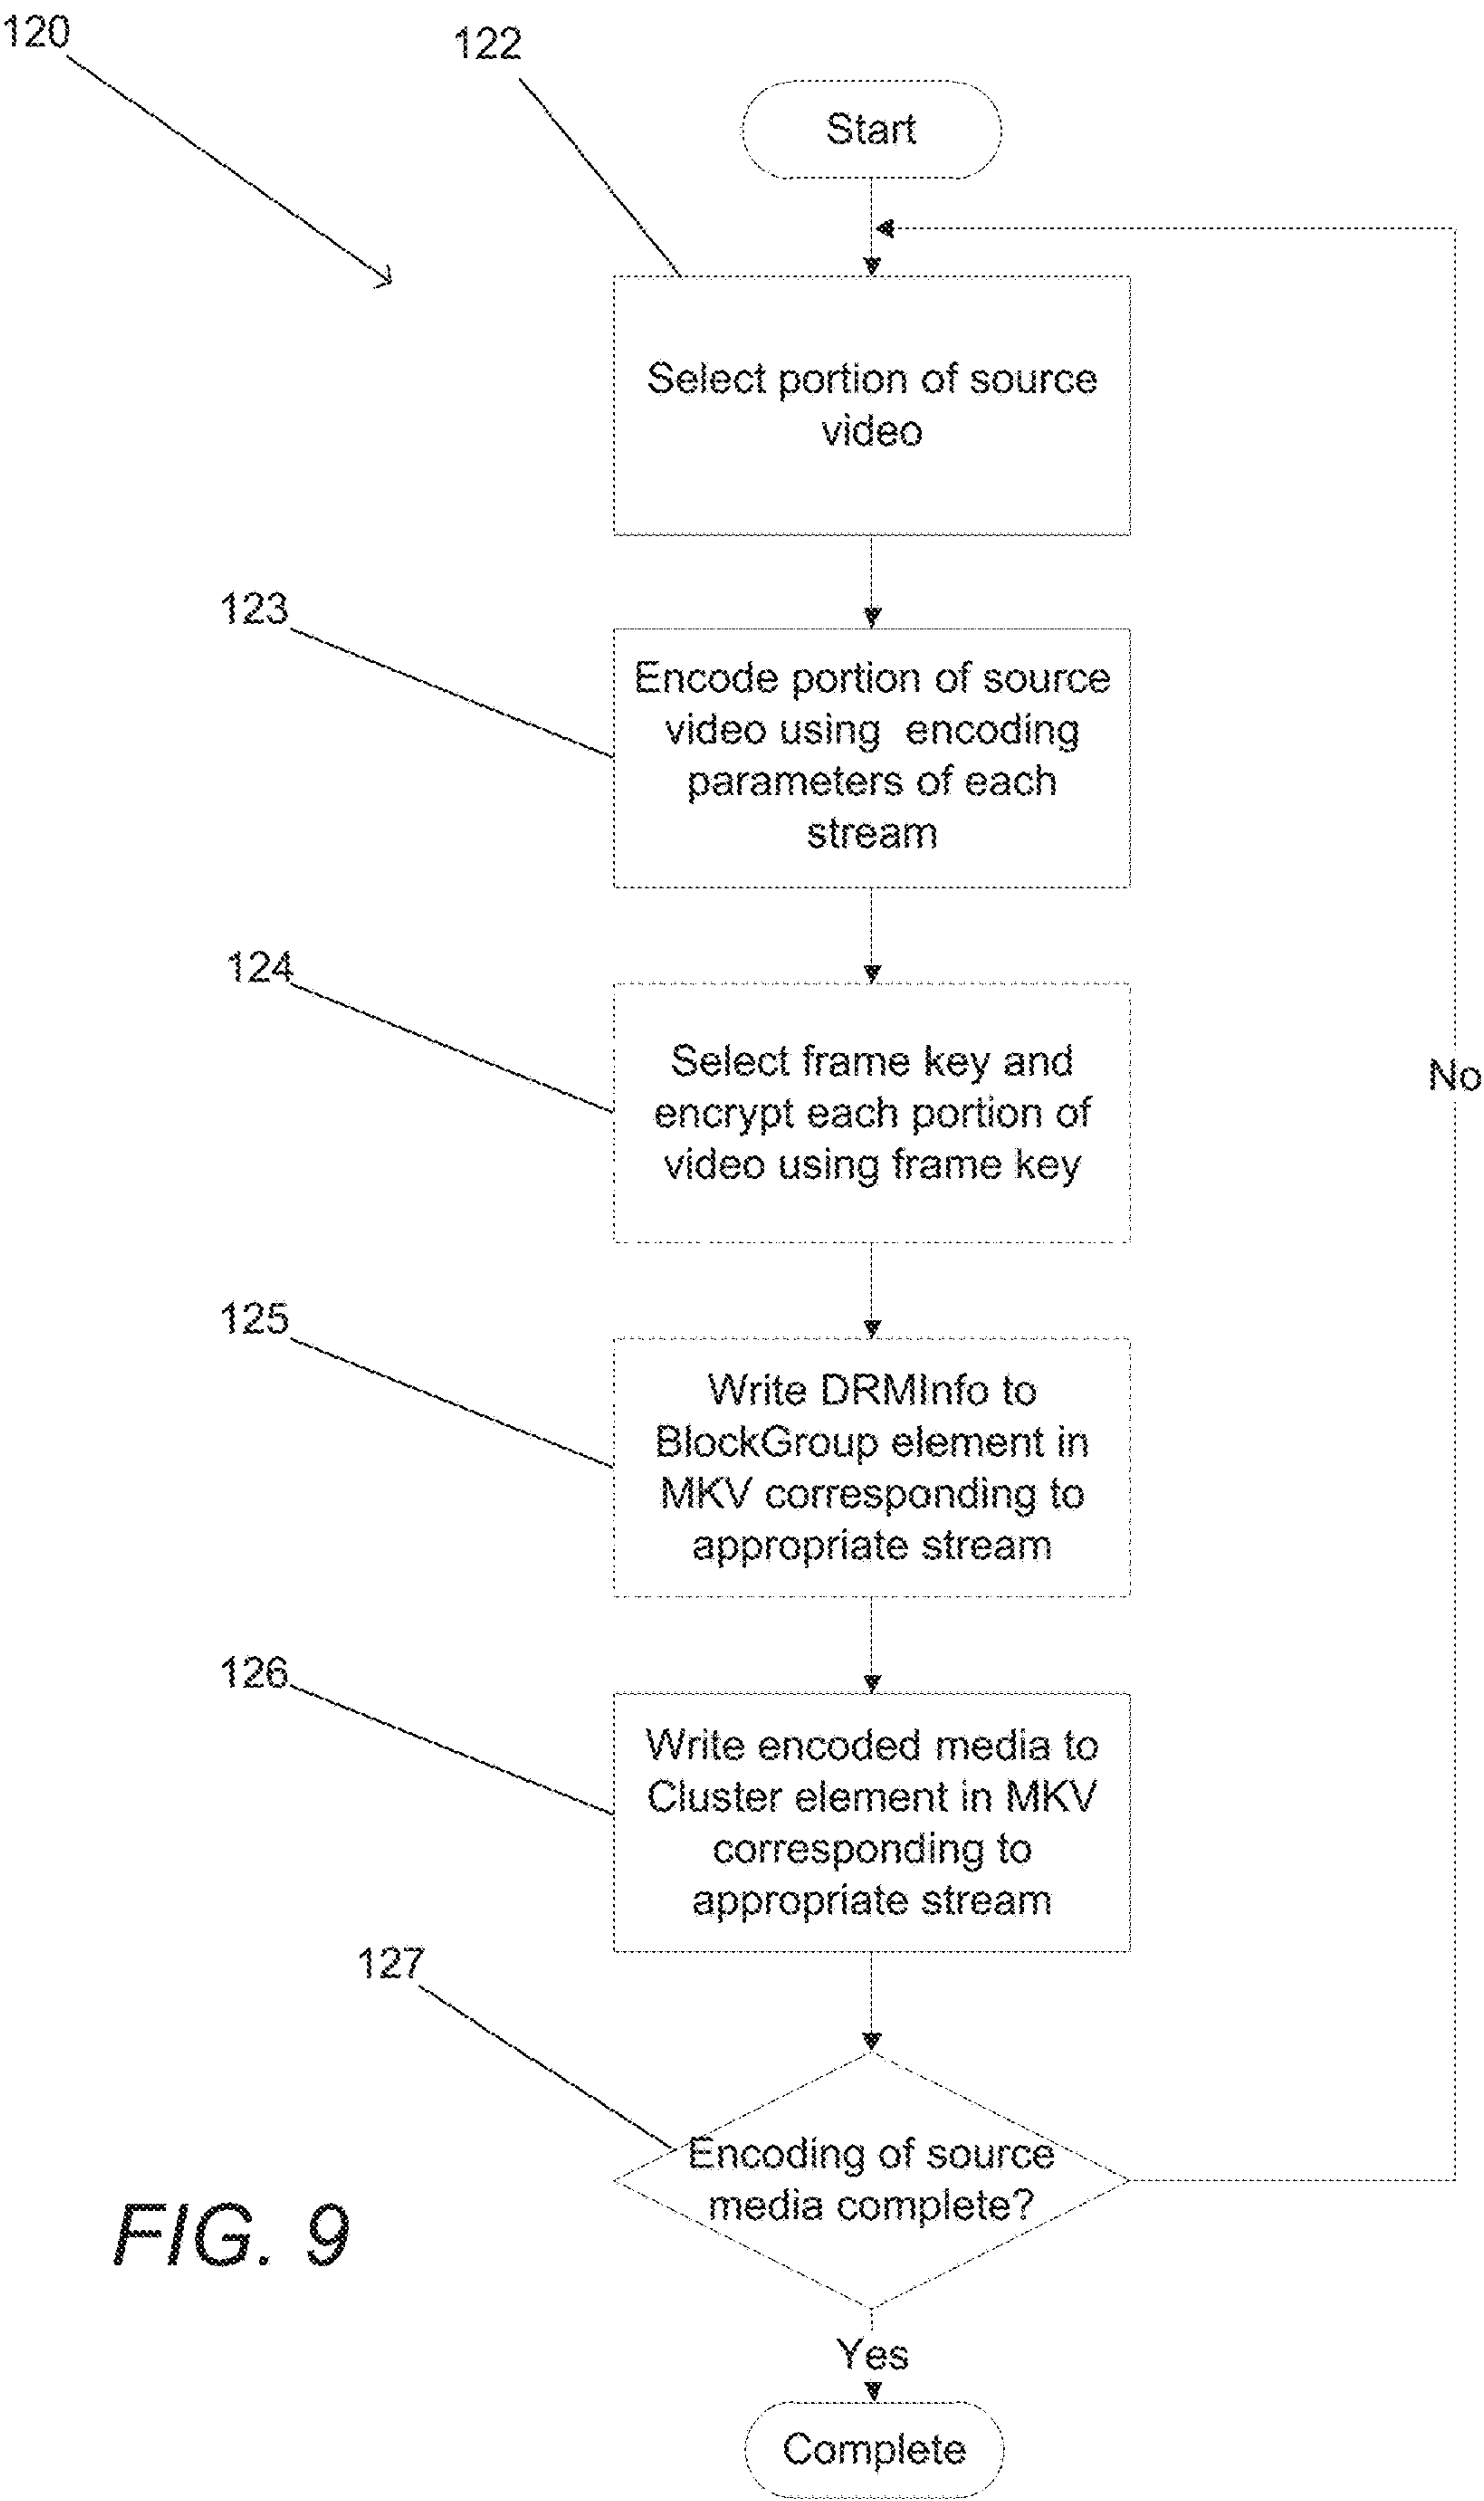 120
122
Start
Select portion of source
video
123
Encode portion of source
video using encoding
parameters of each
stream
124
Select frame key and
encrypt each portion of
video using frame key
No
125
Write DRMInfo to
BlockGroup element in
MKV corresponding to
appropriate stream
126
Write encoded media to
Cluster element in MKV
corresponding to
appropriate stream
127
Encoding of source
media complete?
FIG. 9
Yes
Complete